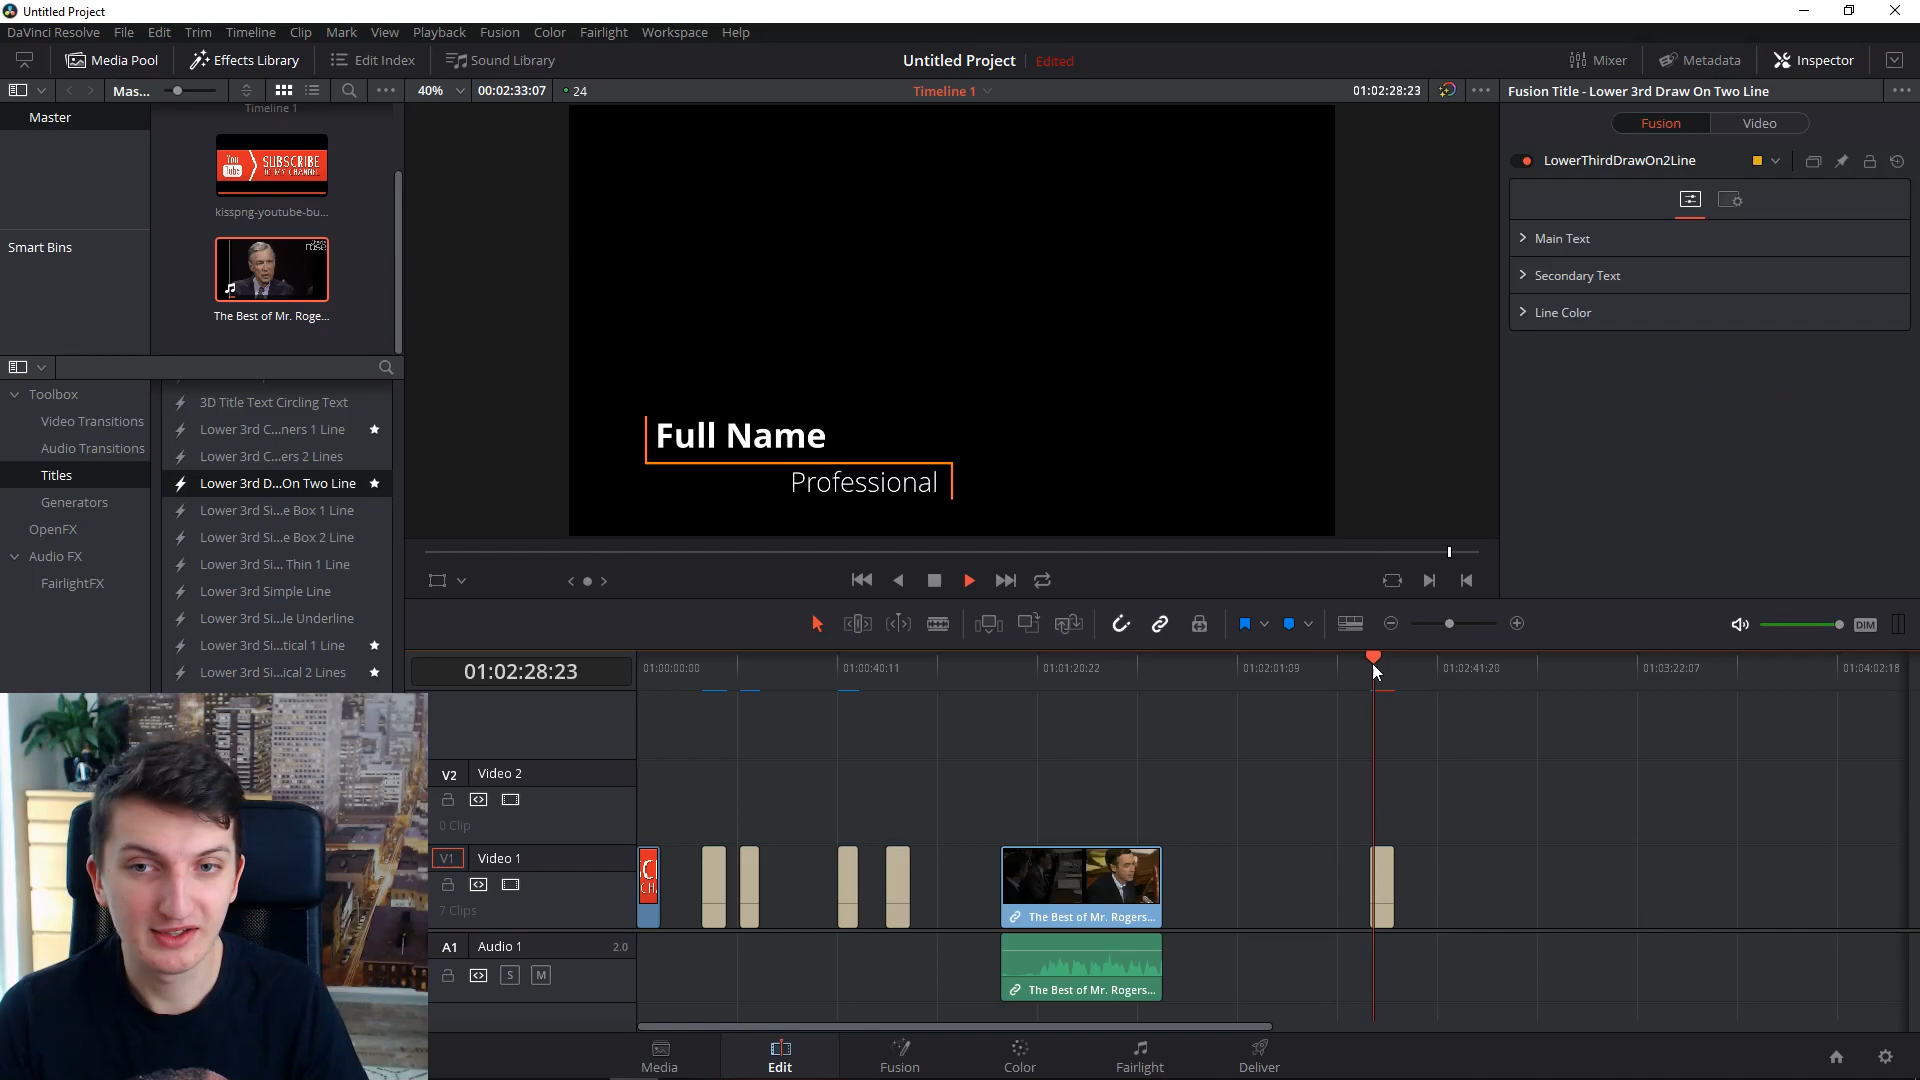 Untitled Project
DaVinci Resolve File Edit Trim Timeline Clip Mark View Playback Fusion Color Fairlight Workspace Help
Media Pool Effects Library Edit Index Sound Library Untitled Project Edited Mixer Metadata Inspector
Mas... 40% 00:02:33:07 24 Timeline 1 01:02:28:23 Fusion Title - Lower 3rd Draw On Two Line
Master
Timeline 1
Fusion Video
You Tube SUBSCRIBE TO MY CHANNEL
kisspng-youtube-bu...
LowerThirdDrawOn2Line
Main Text
Smart Bins
Secondary Text
Line Color
The Best of Mr. Roge...
Toolbox
Video Transitions
Audio Transitions
Titles
Generators
OpenFX
Audio FX
FairlightFX
3D Title Text Circling Text
Lower 3rd C...ners 1 Line
Lower 3rd C...ers 2 Lines
Lower 3rd D...On Two Line
Lower 3rd Si...e Box 1 Line
Lower 3rd Si...e Box 2 Line
Lower 3rd Si... Thin 1 Line
Lower 3rd Simple Line
Lower 3rd Si...le Underline
Lower 3rd Si...tical 1 Line
Lower 3rd Si...ical 2 Lines
Full Name
Professional
DIM
01:02:28:23 01:00:00:00 01:00:40:11 01:01:20:22 01:02:01:09 01:02:41:20 01:03:22:07 01:04:02:18
V2 Video 2
0 Clip
V1 Video 1
7 Clips
The Best of Mr. Rogers...
A1 Audio 1 2.0
S M
The Best of Mr. Rogers...
Media Edit Fusion Color Fairlight Deliver